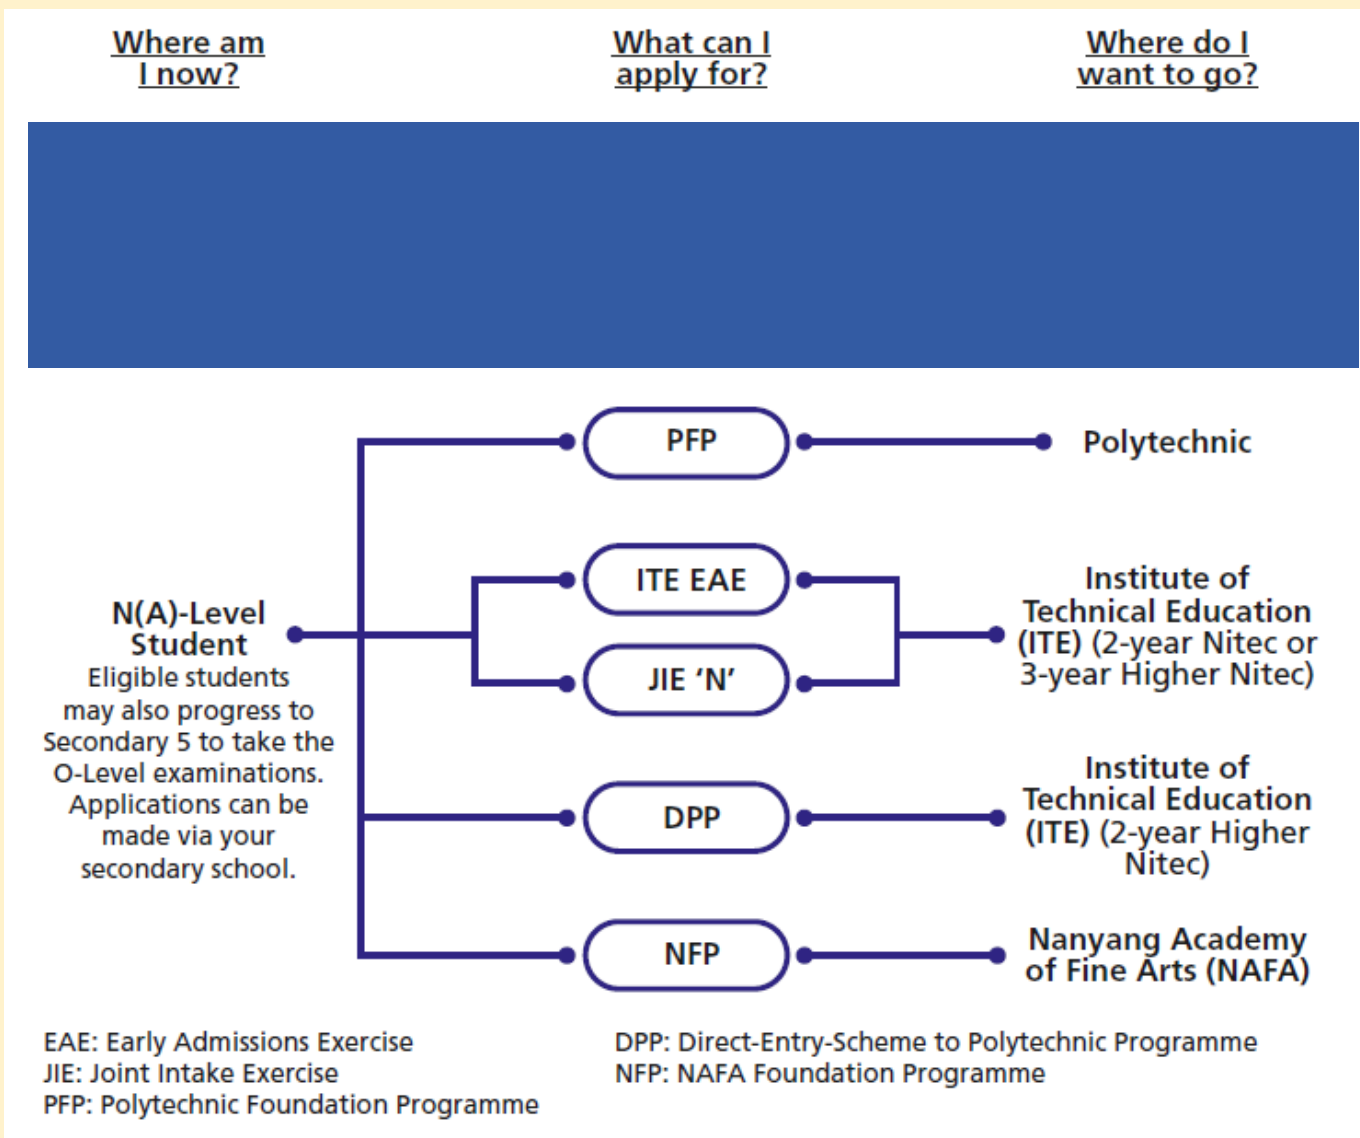 Where am
I now?
What can I
apply for?
Where do I
want to go?
PFP
Polytechnic
N(A)-Level
Student
Eligible students
may also progress to
Secondary 5 to take the
O-Level examinations.
Applications can be
made via your
secondary school.
ITE EAE
JIE ‘N’
Institute of
Technical Education
(ITE) (2-year Nitec or
3-year Higher Nitec)
DPP
Institute of
Technical Education
(ITE) (2-year Higher
Nitec)
NFP
Nanyang Academy
of Fine Arts (NAFA)
EAE: Early Admissions Exercise
JIE: Joint Intake Exercise
PFP: Polytechnic Foundation Programme
DPP: Direct-Entry-Scheme to Polytechnic Programme
NFP: NAFA Foundation Programme